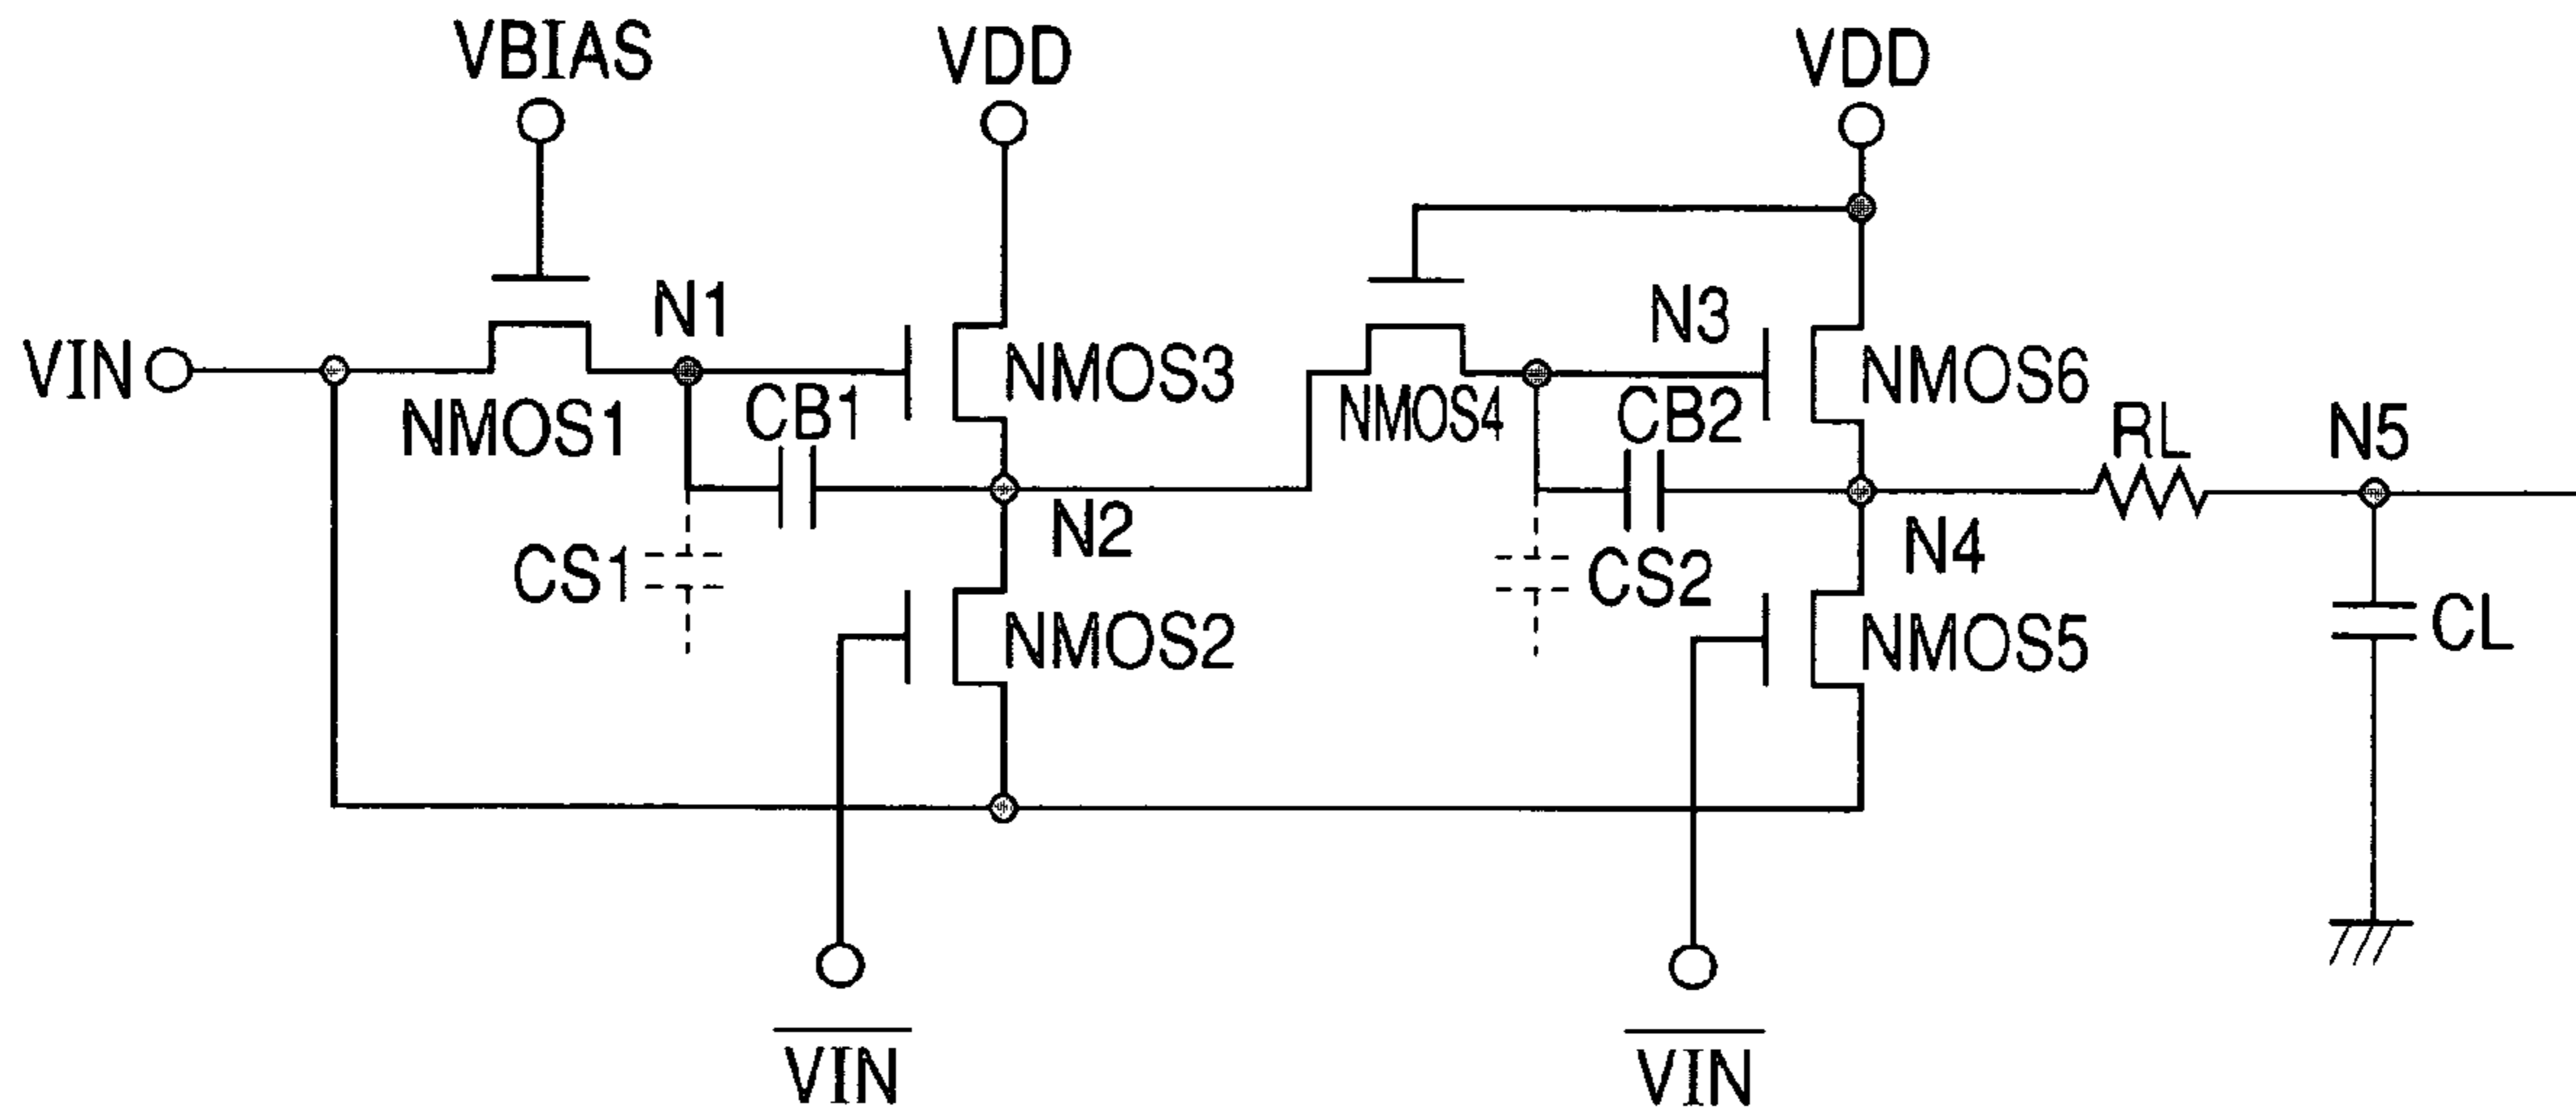 VBIAS
VDD
VDD
VIN
N1
NMOS1
CB1
NMOS3
NMOS4
N3
CB2
NMOS6
RL
N5
CS1
N2
CS2
N4
NMOS2
NMOS5
CL
VIN
VIN